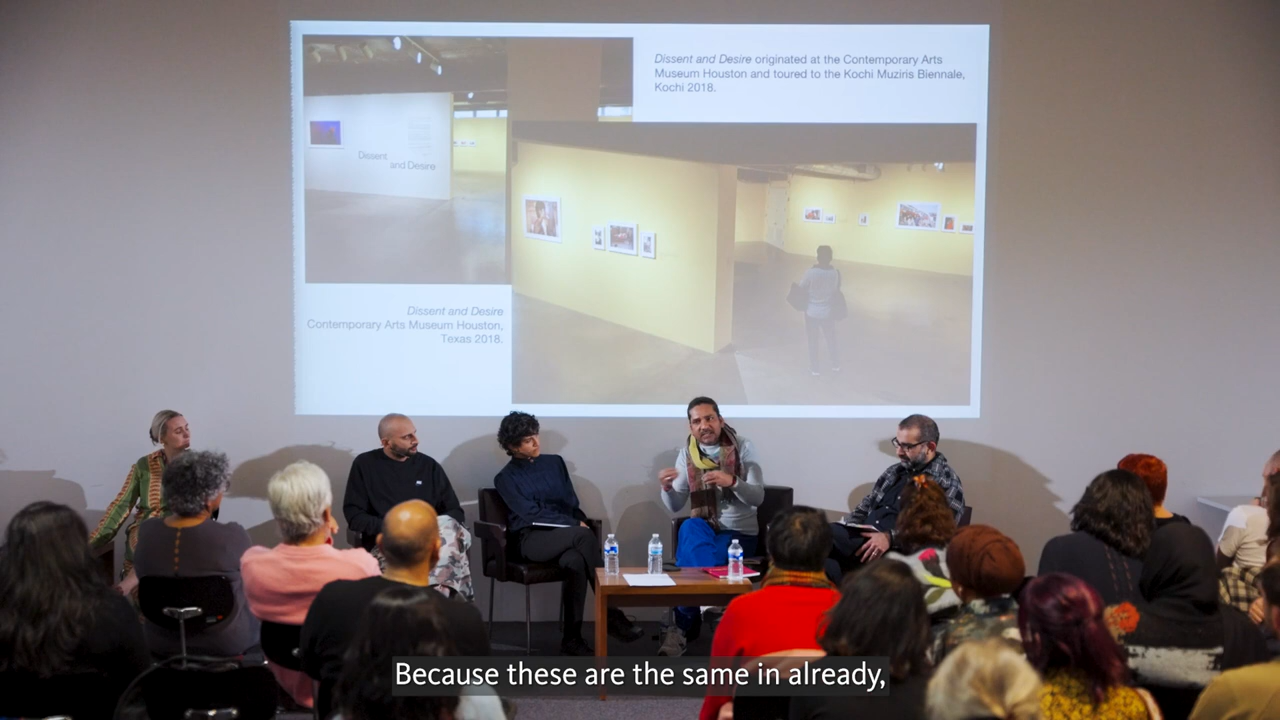 Dissent and Desire originated at the Contemporary Arts
Museum Houston and toured to the Kochi Muziris Biennale,
Kochi 2018.
Dissent
and Desire
Dissent and Desire
Contemporary Arts Museum Houston,
Texas 2018.
Because these are the same in already,